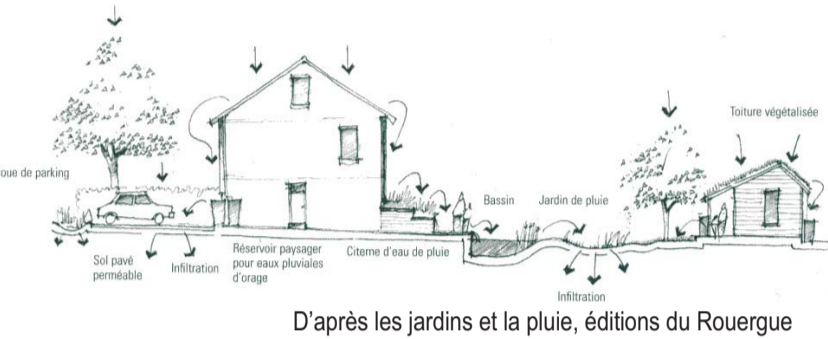 Toiture végétalisée
oue de parking
Bassin
Jardin de pluie
Sol pavé
perméable
Infiltration
Réservoir paysager
pour eaux pluviales
d'orage
Citerne d'eau de pluie
Infiltration
D'après les jardins et la pluie, éditions du Rouergue